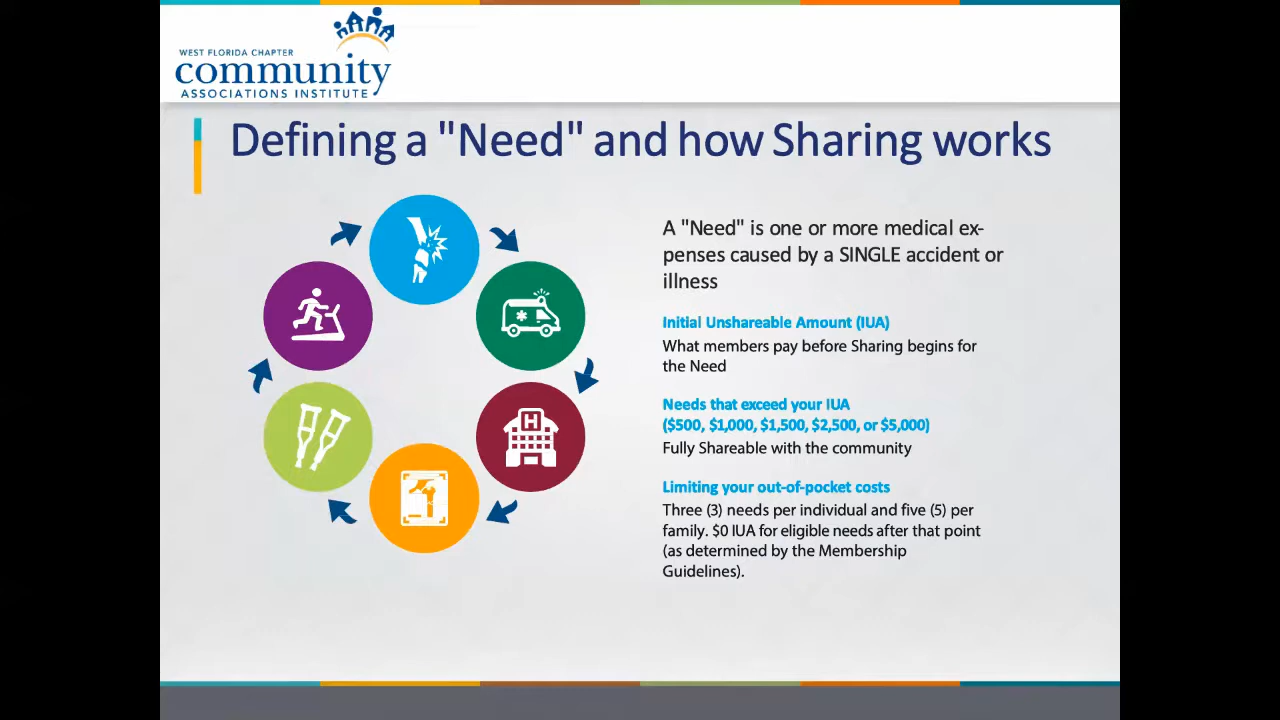 WEST FLORIDA CHAPTER
community
ASSOCIATIONS INSTITUTE
Defining a "Need" and how Sharing works
A "Need" is one or more medical ex-
penses caused by a SINGLE accident or
illness
Initial Unshareable Amount (IUA)
What members pay before Sharing begins for
the Need
Needs that exceed your IUA
($500, $1,000, $1,500, $2,500, or $5,000)
Fully Shareable with the community
Limiting your out-of-pocket costs
Three (3) needs per individual and five (5) per
family. $0 IUA for eligible needs after that point
(as determined by the Membership
Guidelines).
H